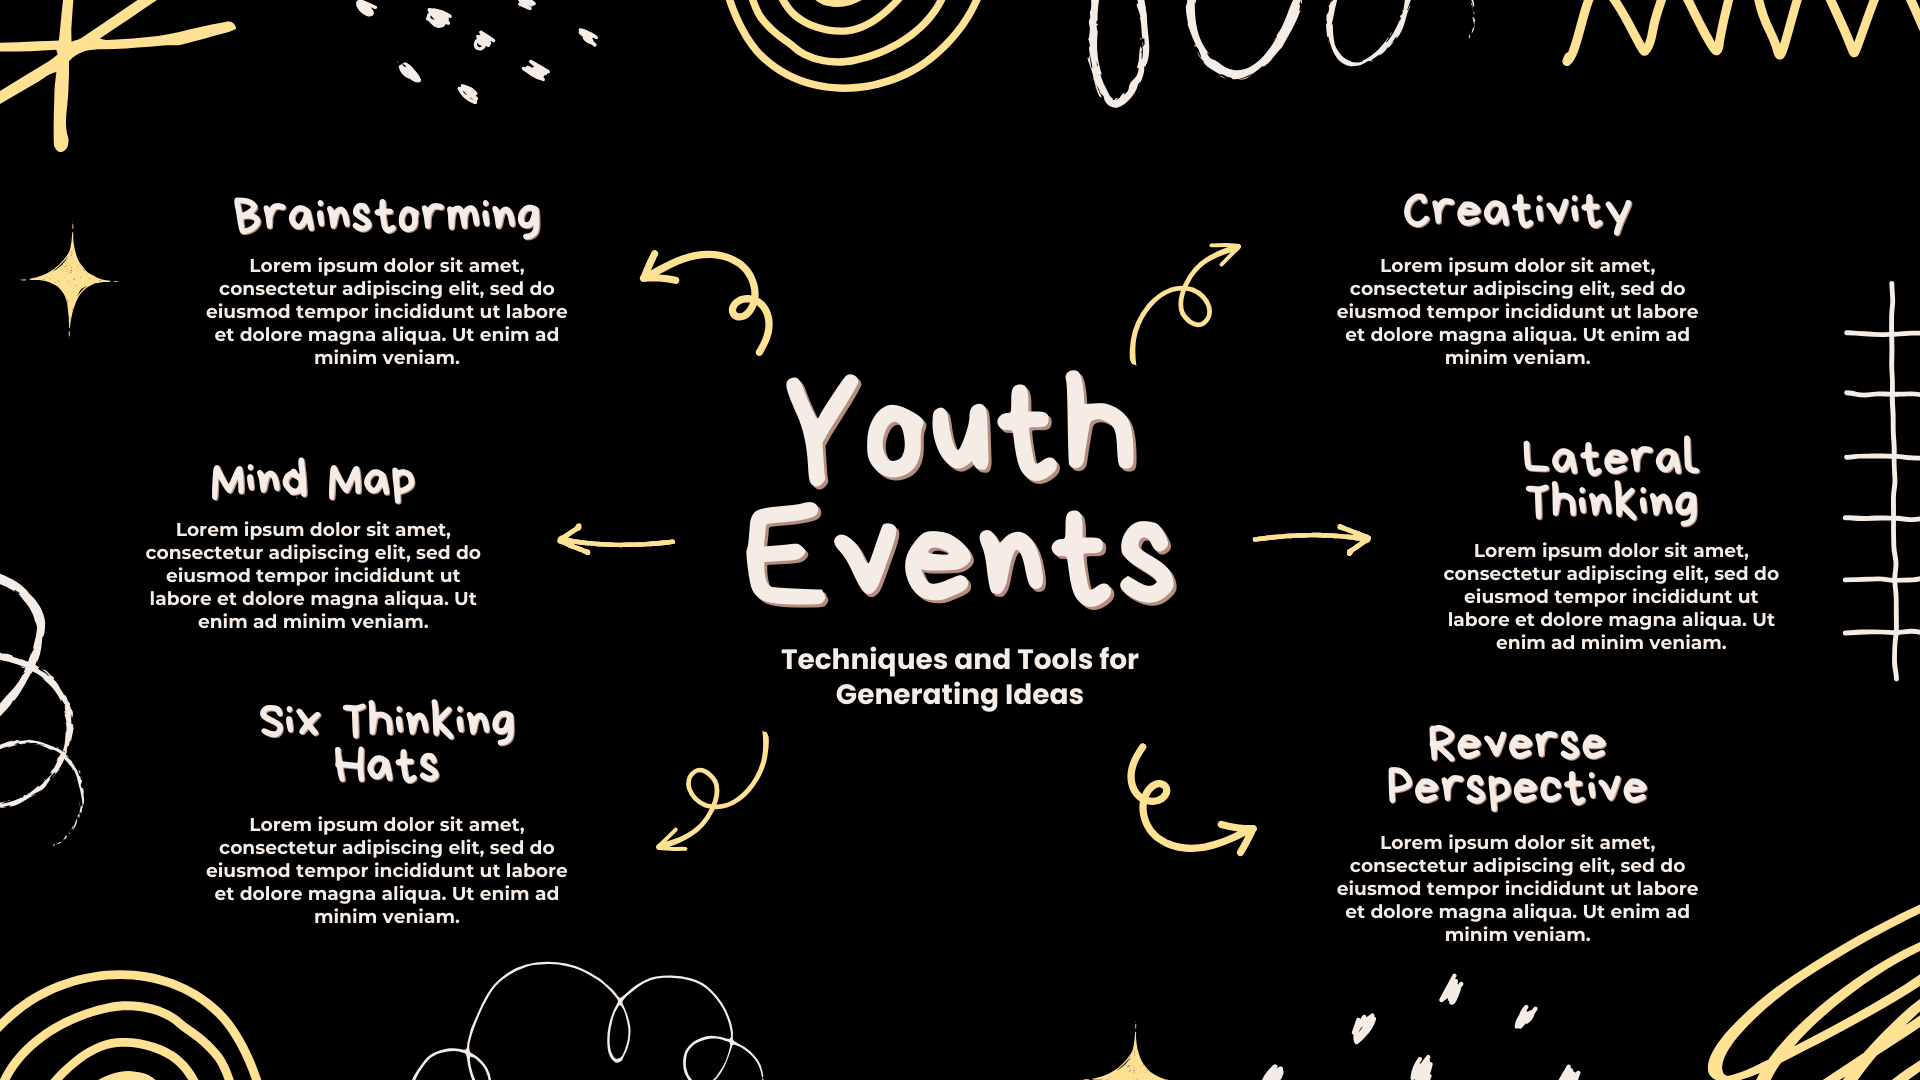 Brainstorming
Lorem ipsum dolor sit amet,
consectetur adipiscing elit, sed do
eiusmod tempor incididunt ut labore
et dolore magna aliqua. Ut enim ad
minim veniam.
Mind Map
Lorem ipsum dolor sit amet,
consectetur adipiscing elit, sed do
eiusmod tempor incididunt ut
labore et dolore magna aliqua. Ut
enim ad minim veniam.
Six Thinking
Hats
Lorem ipsum dolor sit amet,
consectetur adipiscing elit, sed do
eiusmod tempor incididunt ut labore
et dolore magna aliqua. Ut enim ad
minim veniam.
Youth
Events
Techniques and Tools for
Generating Ideas
Creativity
Lorem ipsum dolor sit amet,
consectetur adipiscing elit, sed do
eiusmod tempor incididunt ut labore
et dolore magna aliqua. Ut enim ad
minim veniam.
Lateral
Thinking
Lorem ipsum dolor sit amet,
consectetur adipiscing elit, sed do
eiusmod tempor incididunt ut
labore et dolore magna aliqua. Ut
enim ad minim veniam.
Reverse
Perspective
Lorem ipsum dolor sit amet,
consectetur adipiscing elit, sed do
eiusmod tempor incididunt ut labore
et dolore magna aliqua. Ut enim ad
minim veniam.